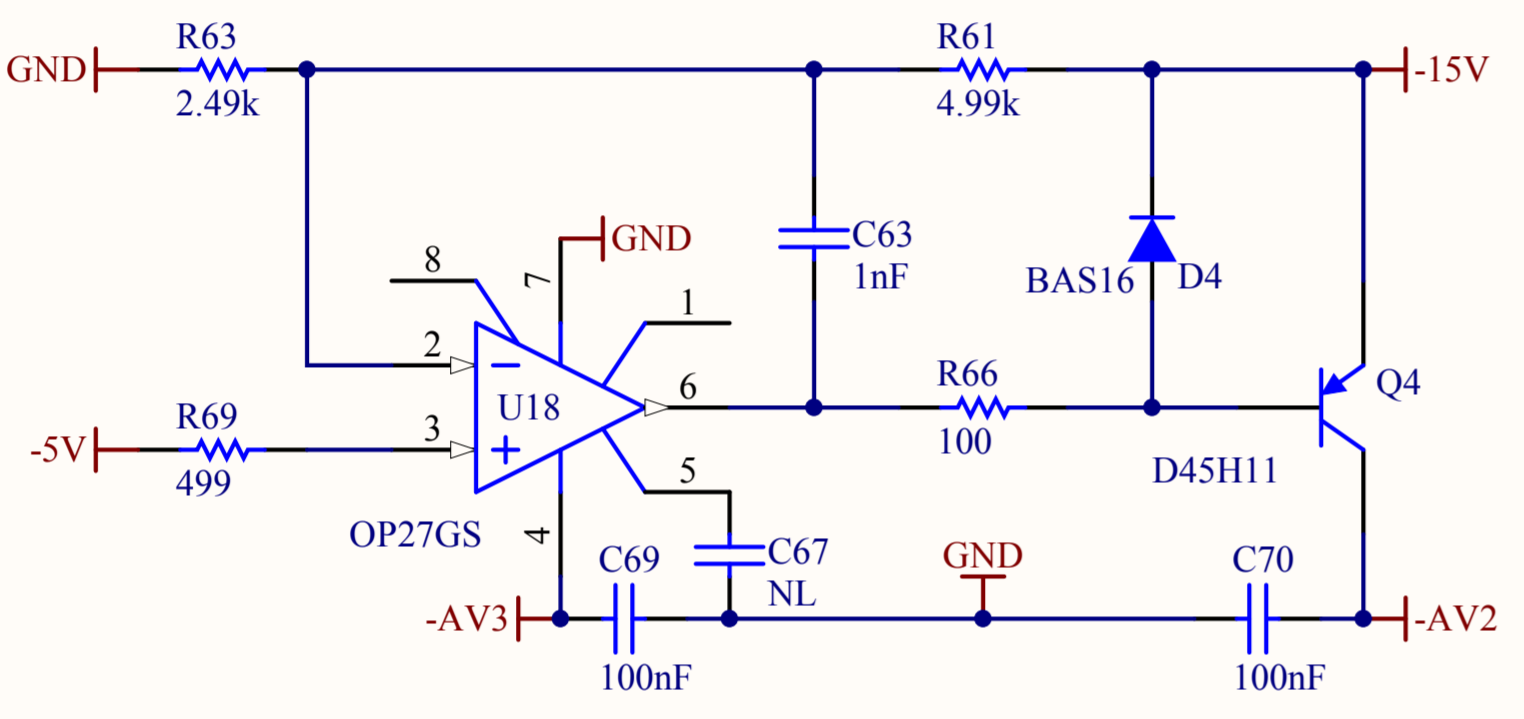 R63
R61
GND
-15V
2.49k
4.99k
GND
8
7
C63
1nF
BAS16
D4
1
2
R66
Q4
6
U18
R69
3
-5V
100
499
5
D45H11
OP27GS
4
C69
C67
GND
C70
NL
-AV3
-AV2
100nF
100nF